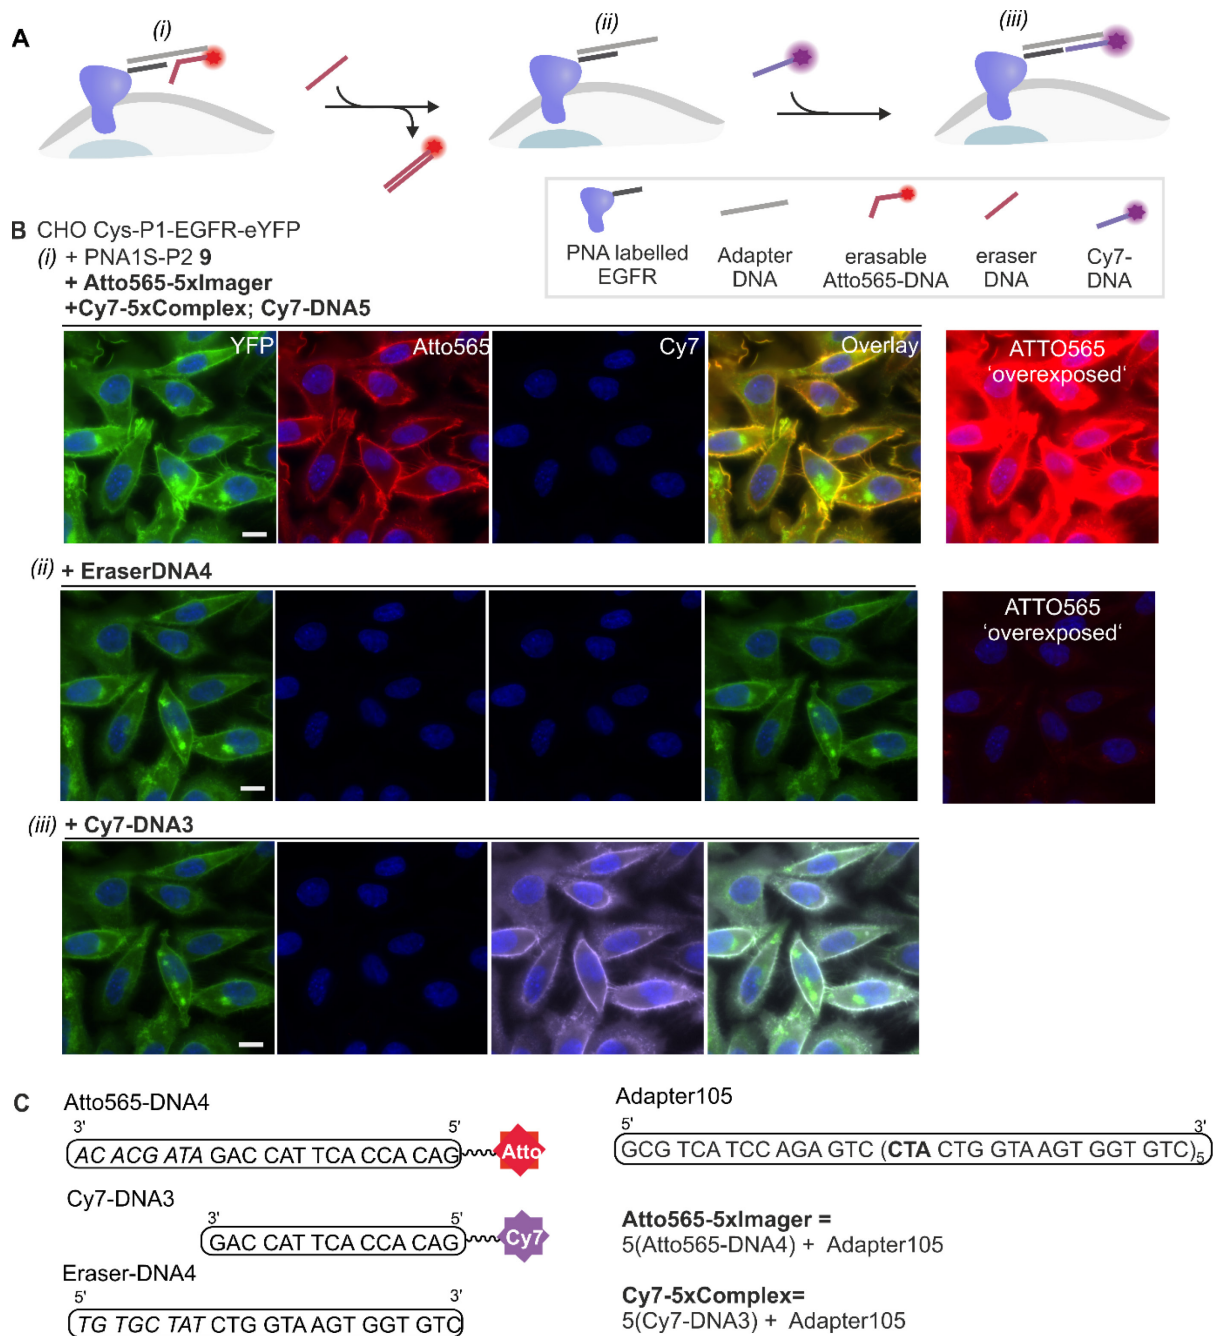 A
(i)
(ii)
(iii)
PNA labelled EGFR
Adapter DNA
erasable Atto565-DNA
eraser DNA
Cy7-DNA
B CHO Cys-P1-EGFR-eYFP
(i) + PNA1S-P2 9
+ Atto565-5xImager
+Cy7-5xComplex; Cy7-DNA5
YFP
Atto565
Cy7
Overlay
ATTO565
‘overexposed‘
(ii) + EraserDNA4
ATTO565
‘overexposed‘
(iii) + Cy7-DNA3
C
Atto565-DNA4
3' 5'
AC ACG ATA GAC CAT TCA CCA CAG
Atto
Cy7-DNA3
3' 5'
GAC CAT TCA CCA CAG
Cy7
Eraser-DNA4
5' 3'
TG TGC TAT CTG GTA AGT GGT GTC
Adapter105
5' 3'
GCG TCA TCC AGA GTC (CTA CTG GTA AGT GGT GTC)5
Atto565-5xImager =
5(Atto565-DNA4) + Adapter105
Cy7-5xComplex=
5(Cy7-DNA3) + Adapter105